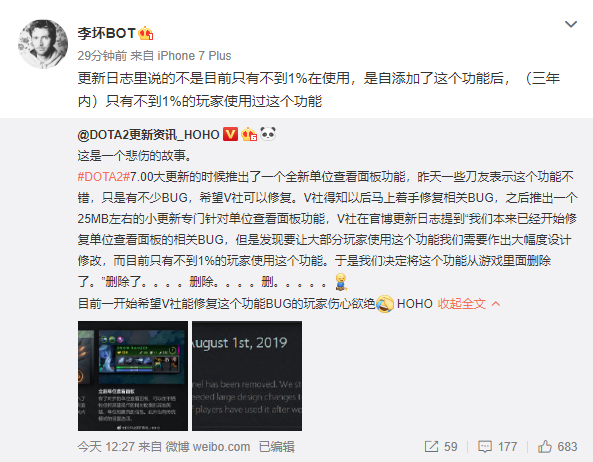 李坏BOT
29分钟前 来自 iPhone 7 Plus
更新日志里说的不是目前只有不到1%在使用，是自添加了这个功能后，（三年
内）只有不到1%的玩家使用过这个功能
@DOTA2更新资讯_HOHO
这是一个悲伤的故事。
#DOTA2#7.00大更新的时候推出了一个全新单位查看面板功能，昨天一些刀友表示这个功能不
错，只是有不少BUG，希望V社可以修复。V社得知以后马上着手修复相关BUG，之后推出一个
25MB左右的小更新专门针对单位查看面板功能，V社在官博更新日志提到“我们本来已经开始修
复单位查看面板的相关BUG，但是发现要让大部分玩家使用这个功能我们需要作出大幅度设计
修改，而目前只有不到1%的玩家使用这个功能。于是我们决定将这个功能从游戏里面删除
了。”删除了。。。。删除。。。。删。。。。。
目前一开始希望V社能修复这个功能BUG的玩家伤心欲绝 HOHO 收起全文
全新单位查看面板
August 1st, 2019
nel has been removed. We st
eeded large design changes t
f players have used it after we
今天 12:27 来自 微博 weibo.com 已编辑
59 177 683